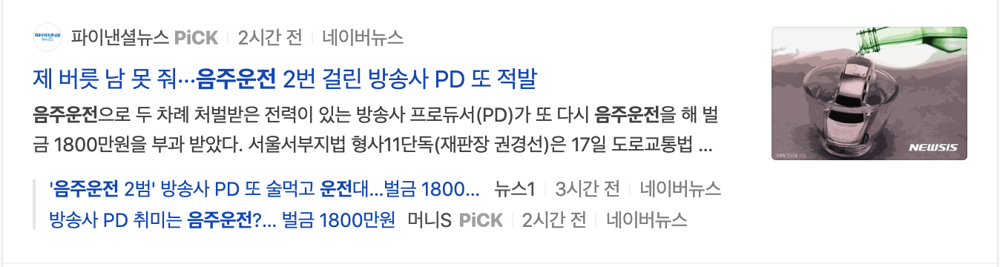 파이낸셜뉴스
파이낸셜뉴스 PiCK 2시간 전 네이버뉴스
제 버릇 남 못 줘…음주운전 2번 걸린 방송사 PD 또 적발
음주운전으로 두 차례 처벌받은 전력이 있는 방송사 프로듀서(PD)가 또 다시 음주운전을 해 벌
금 1800만원을 부과 받았다. 서울서부지법 형사11단독(재판장 권경선)은 17일 도로교통법 ...
'음주운전 2범' 방송사 PD 또 술먹고 운전대...벌금 1800... 뉴스1 3시간 전 네이버뉴스
방송사 PD 취미는 음주운전?... 벌금 1800만원 머니S PiCK 2시간 전 네이버뉴스
NEWSIS